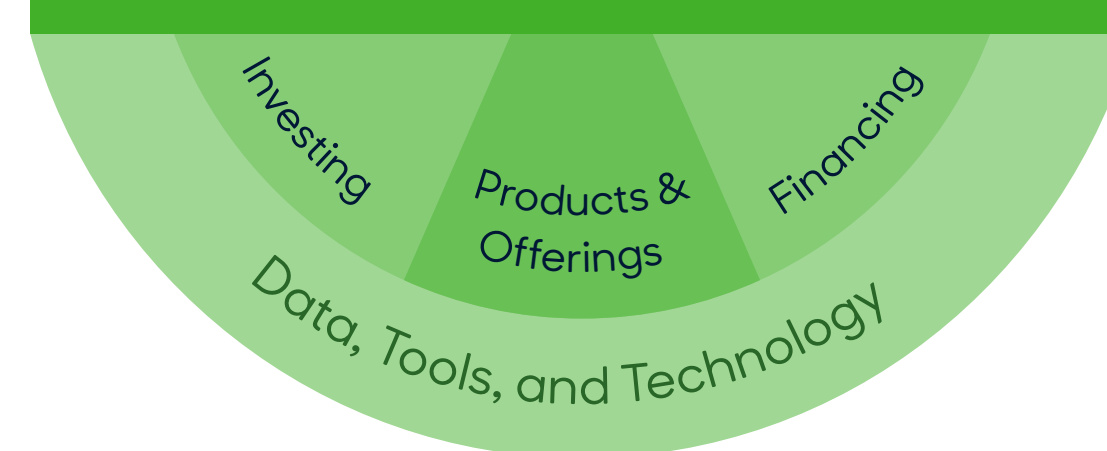 Investing
Products &
Offerings
Financing
Data, Tools, and Technology